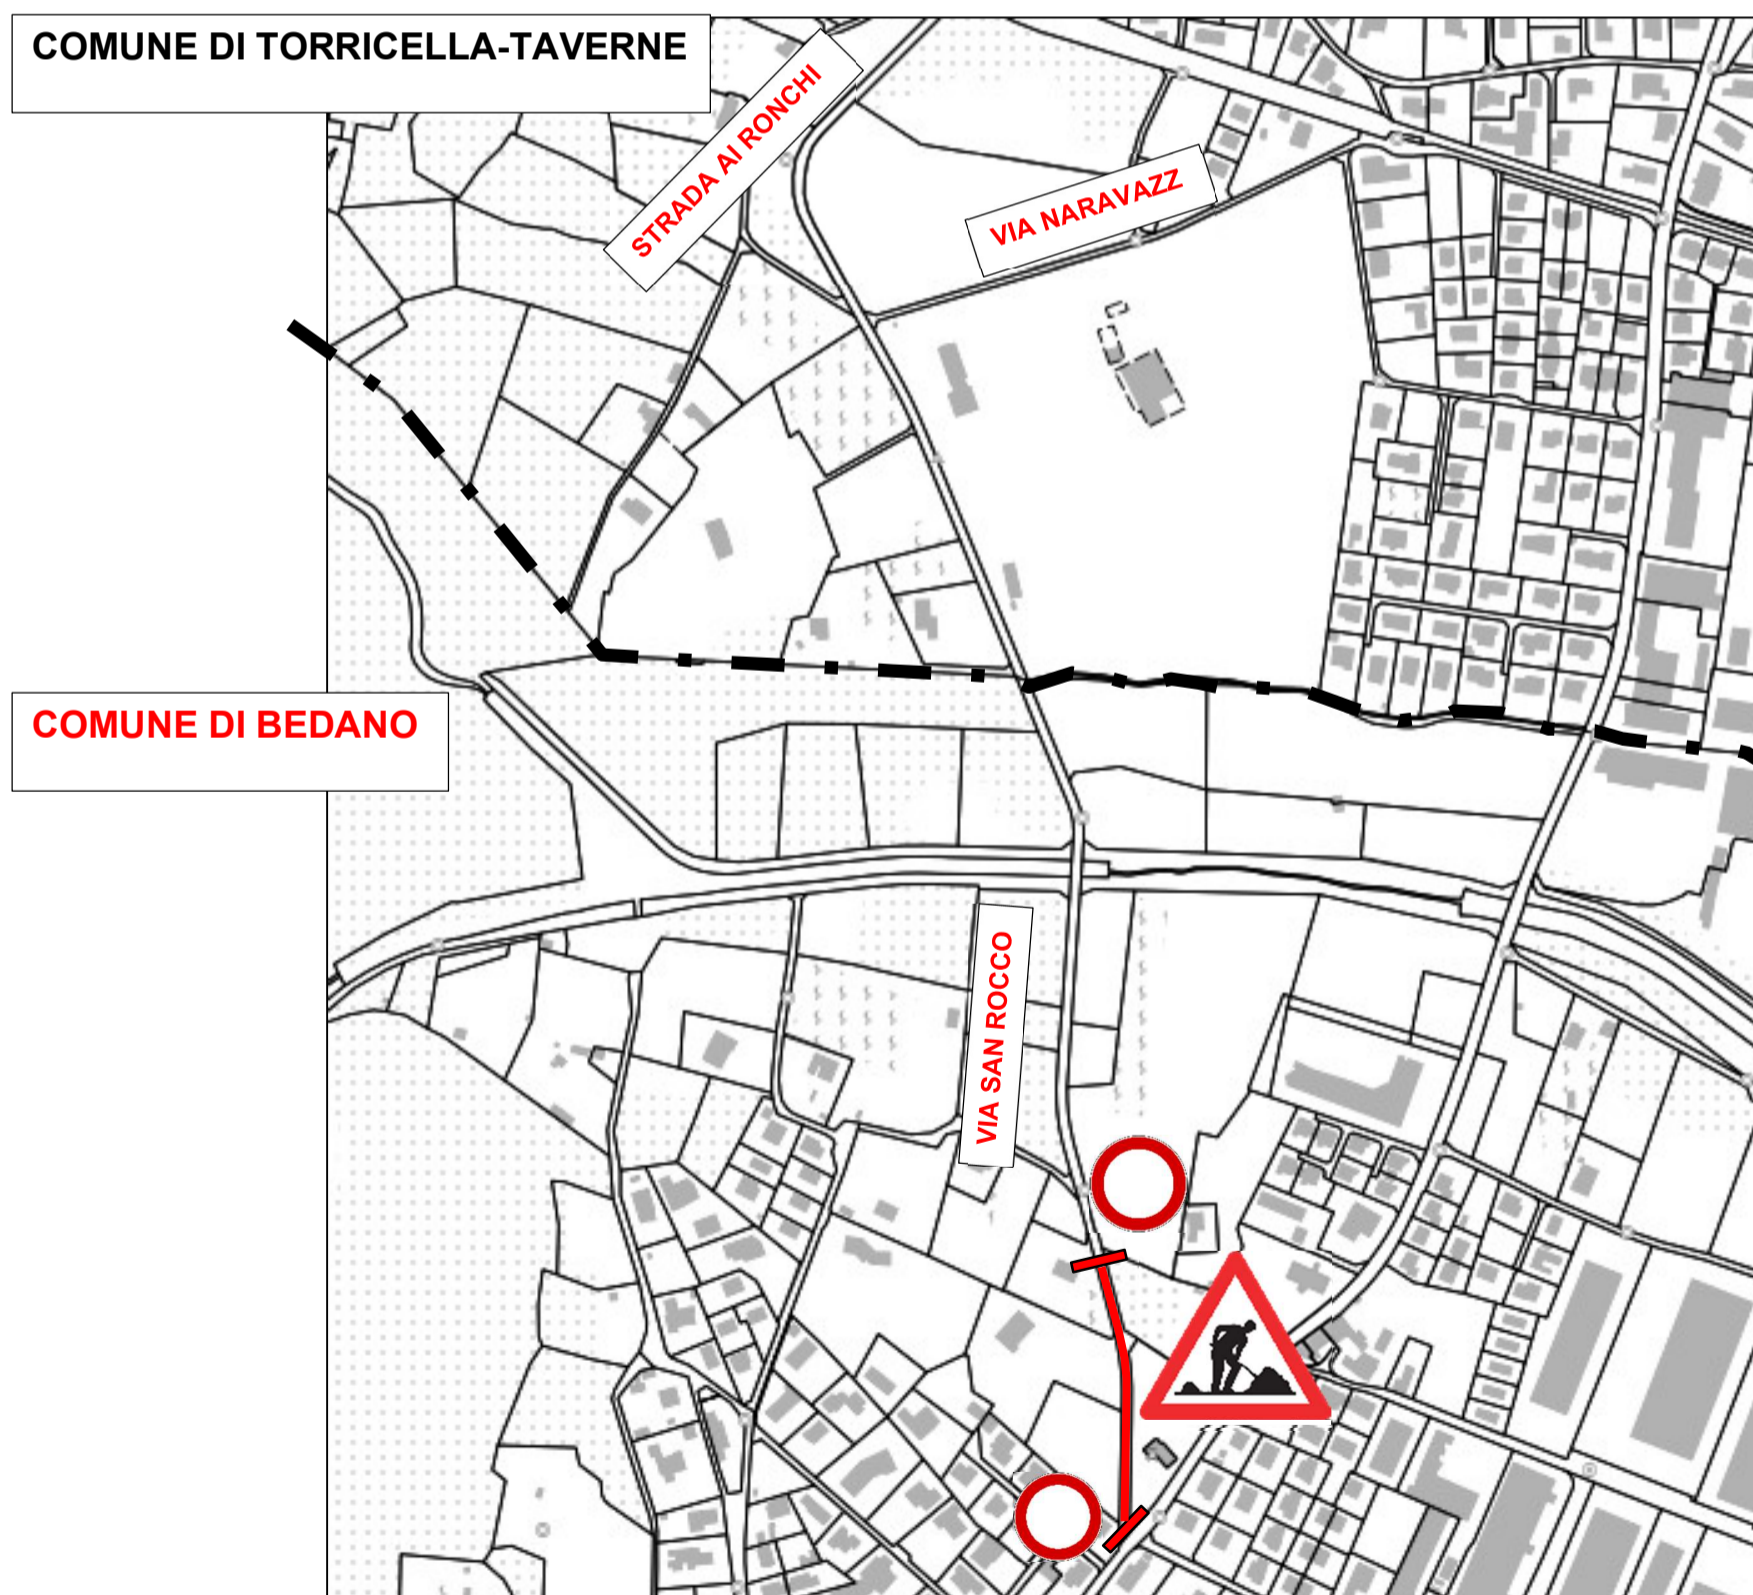 COMUNE DI TORRICELLA-TAVERNE
STRADA AI RONCHI
VIA NARAVAZZ
COMUNE DI BEDANO
VIA SAN ROCCO